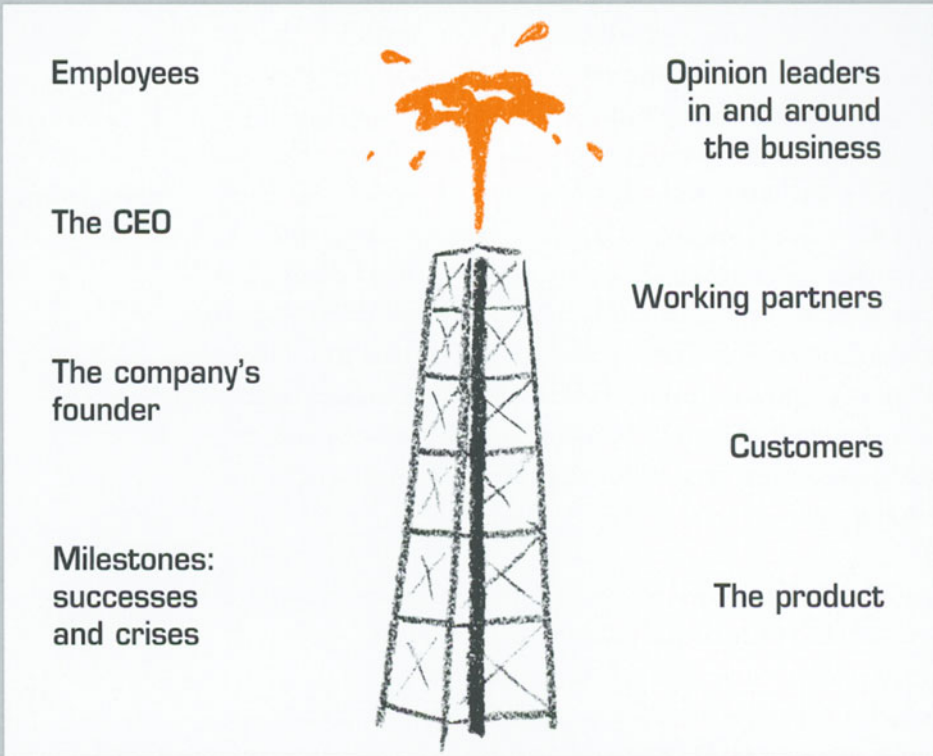 Employees
The CEO
The company's
founder
Milestones:
successes
and crises
Opinion leaders
in and around
the business
Working partners
Customers
The product